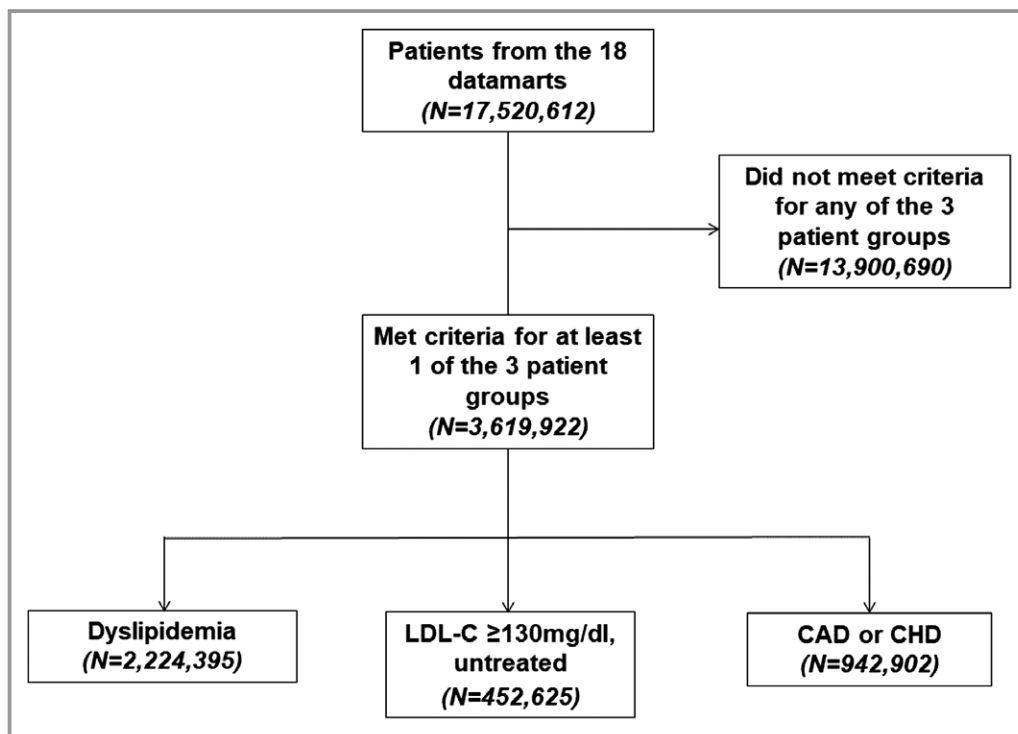 Patients from the 18
datamarts
(N=17,520,612)
Did not meet criteria
for any of the 3
patient groups
(N=13,900,690)
Met criteria for at least
1 of the 3 patient
groups
(N=3,619,922)
Dyslipidemia
(N=2,224,395)
LDL-C ≥130mg/dl,
untreated
(N=452,625)
CAD or CHD
(N=942,902)